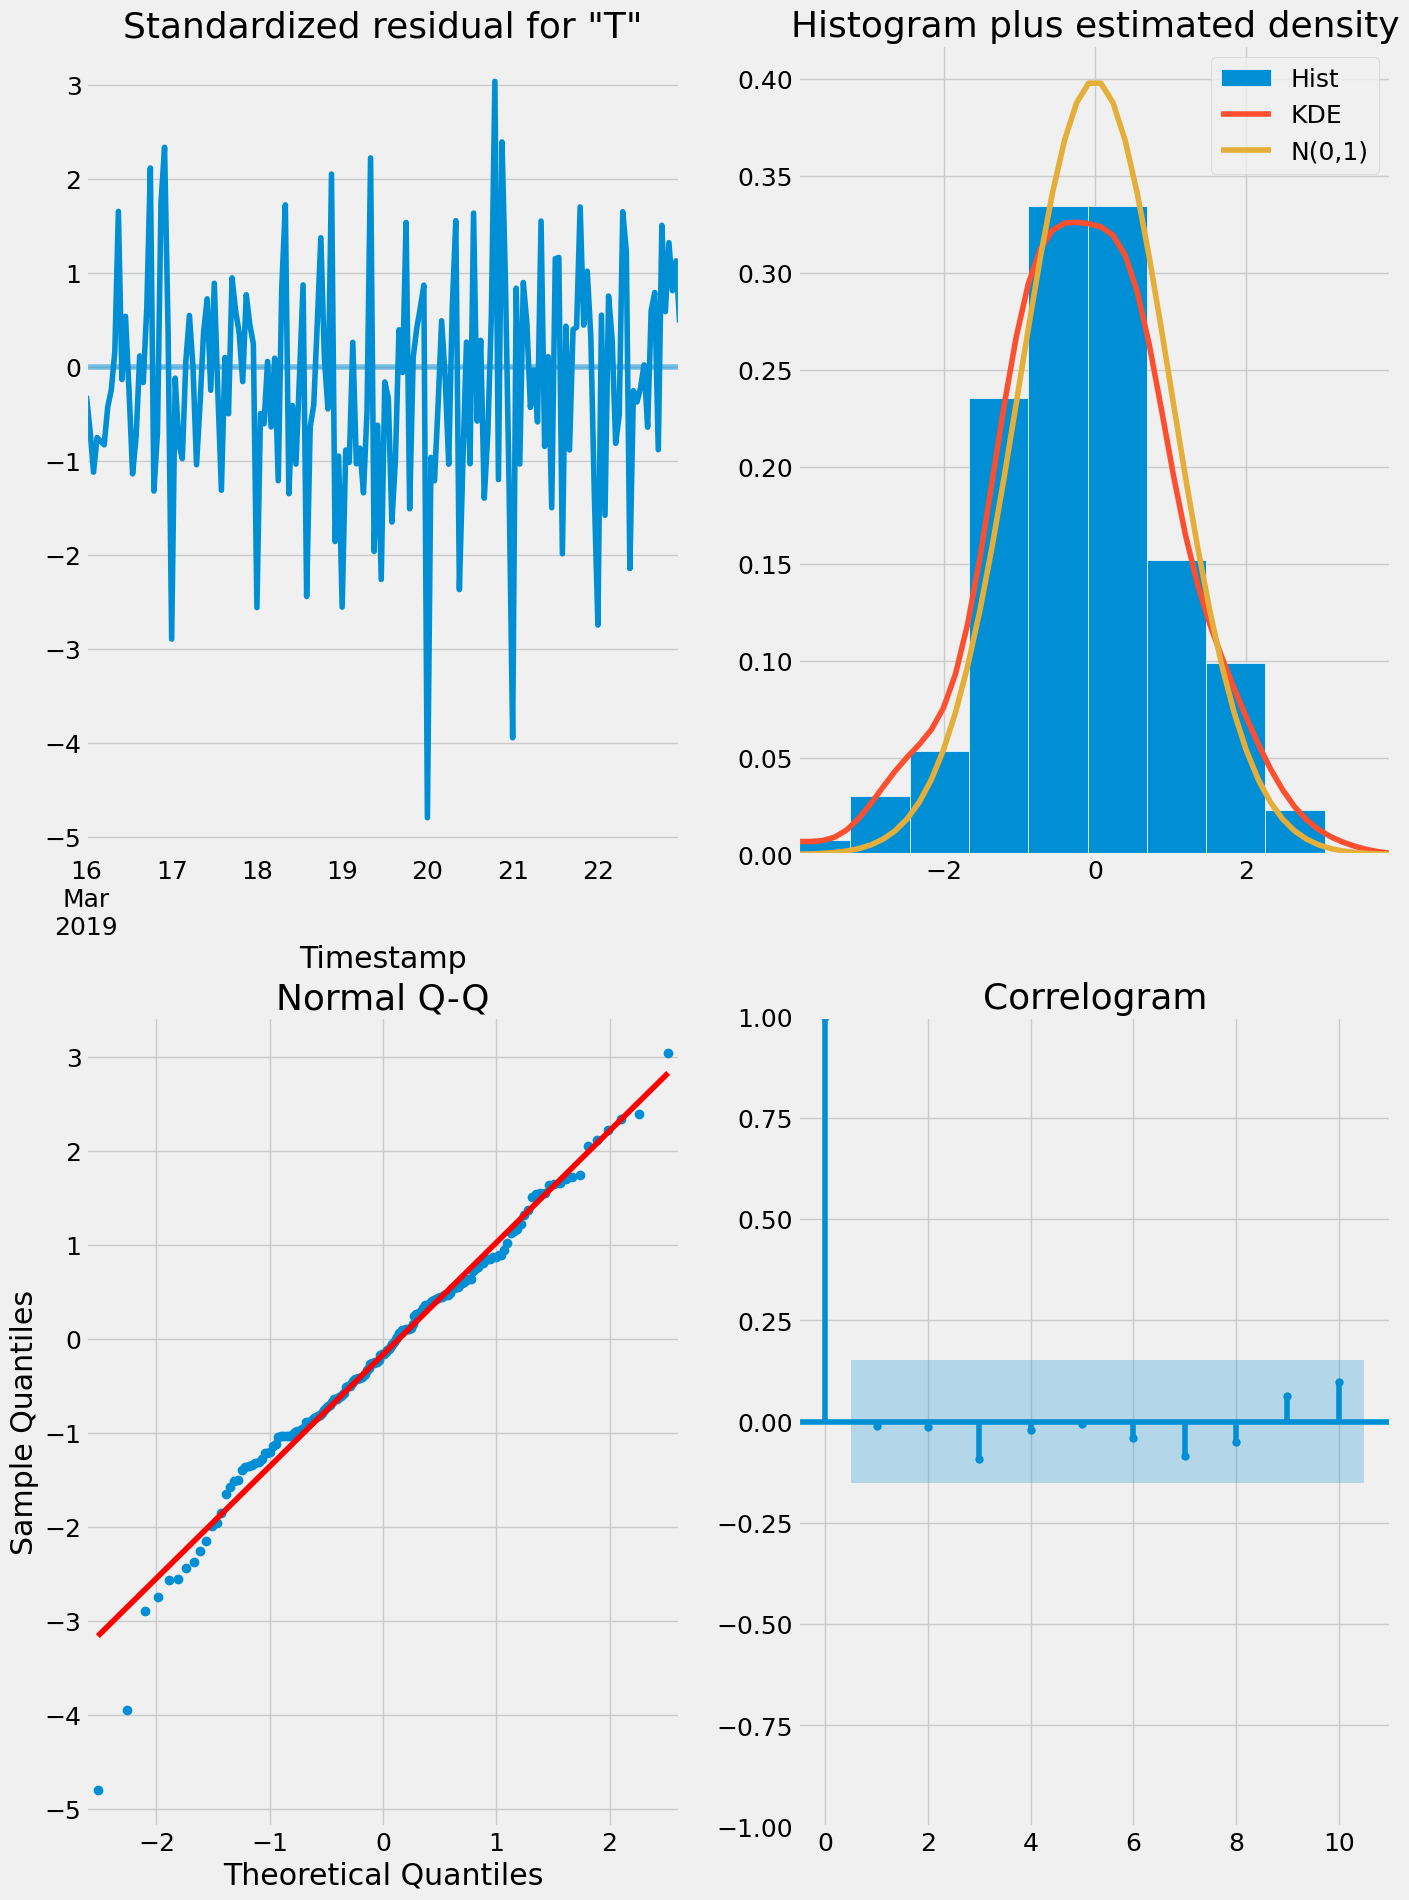 Standardized residual for "T"
3
2
1
0
−1
−2
−3
−4
−5
16 17 18 19 20 21 22
Mar
2019
Timestamp
Histogram plus estimated density
Hist
KDE
N(0,1)
0.40
0.35
0.30
0.25
0.20
0.15
0.10
0.05
0.00
−2 0 2
Normal Q-Q
Sample Quantiles
3
2
1
0
−1
−2
−3
−4
−5
−2 −1 0 1 2
Theoretical Quantiles
Correlogram
1.00
0.75
0.50
0.25
0.00
−0.25
−0.50
−0.75
−1.00
0 2 4 6 8 10